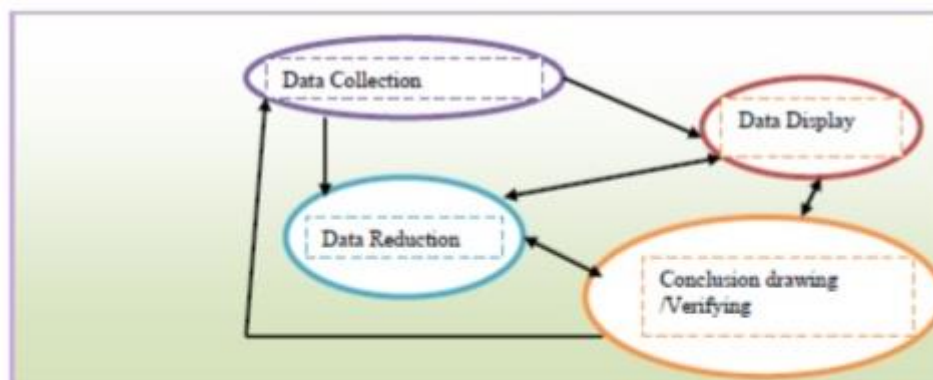 Data Collection
Data Display
Data Reduction
Conclusion drawing
/Verifying